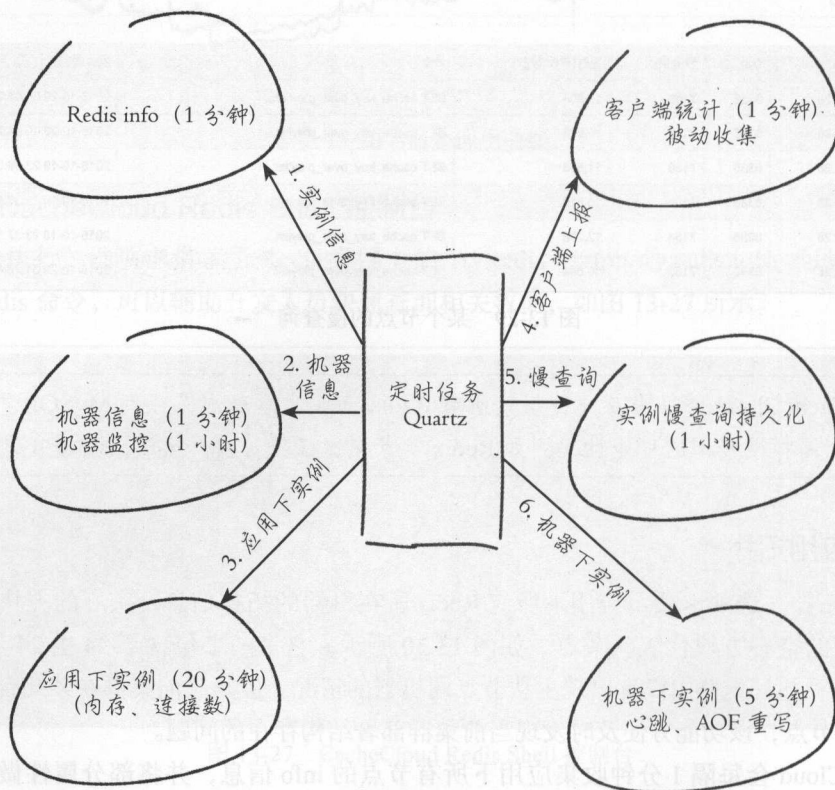 Redis info（1 分钟）
客户端统计（1 分钟）
被动收集
1. 实例信息
4. 客户端上报
2. 机器
信息
定时任务
Quartz
5. 慢查询
机器信息（1 分钟）
机器监控（1 小时）
实例慢查询持久化
（1 小时）
3. 应用下实例
6. 机器下实例
应用下实例（20 分钟）
（内存、连接数）
机器下实例（5 分钟）
心跳、AOF 重写